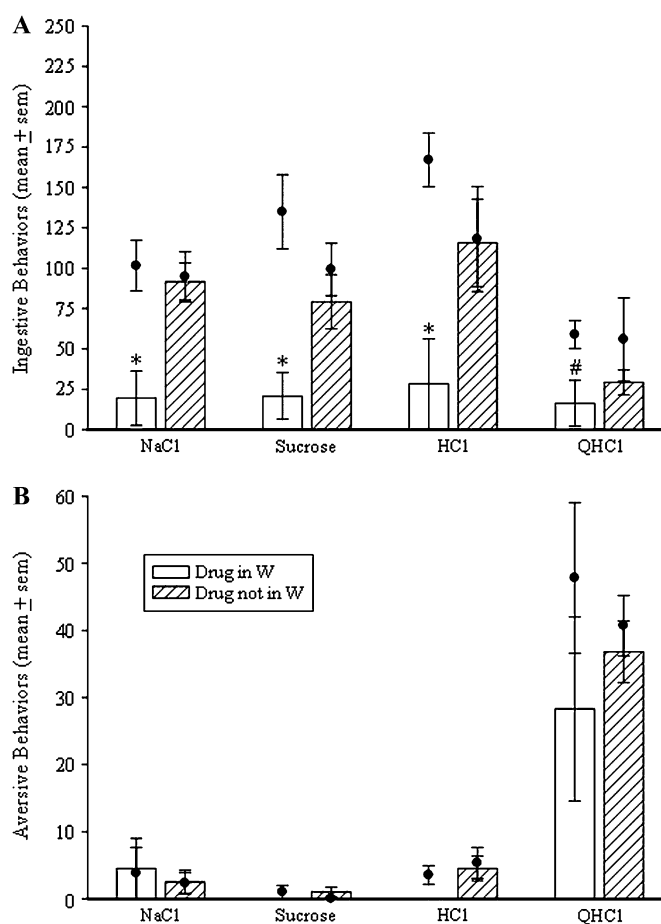 A
Ingestive Behaviors (mean ± sem)
250
225
200
175
150
125
100
75
50
25
0
*
*
*
#
NaCl
Sucrose
HCl
QHCl
B
Aversive Behaviors (mean ± sem)
60
50
40
30
20
10
0
Drug in W
Drug not in W
NaCl
Sucrose
HCl
QHCl